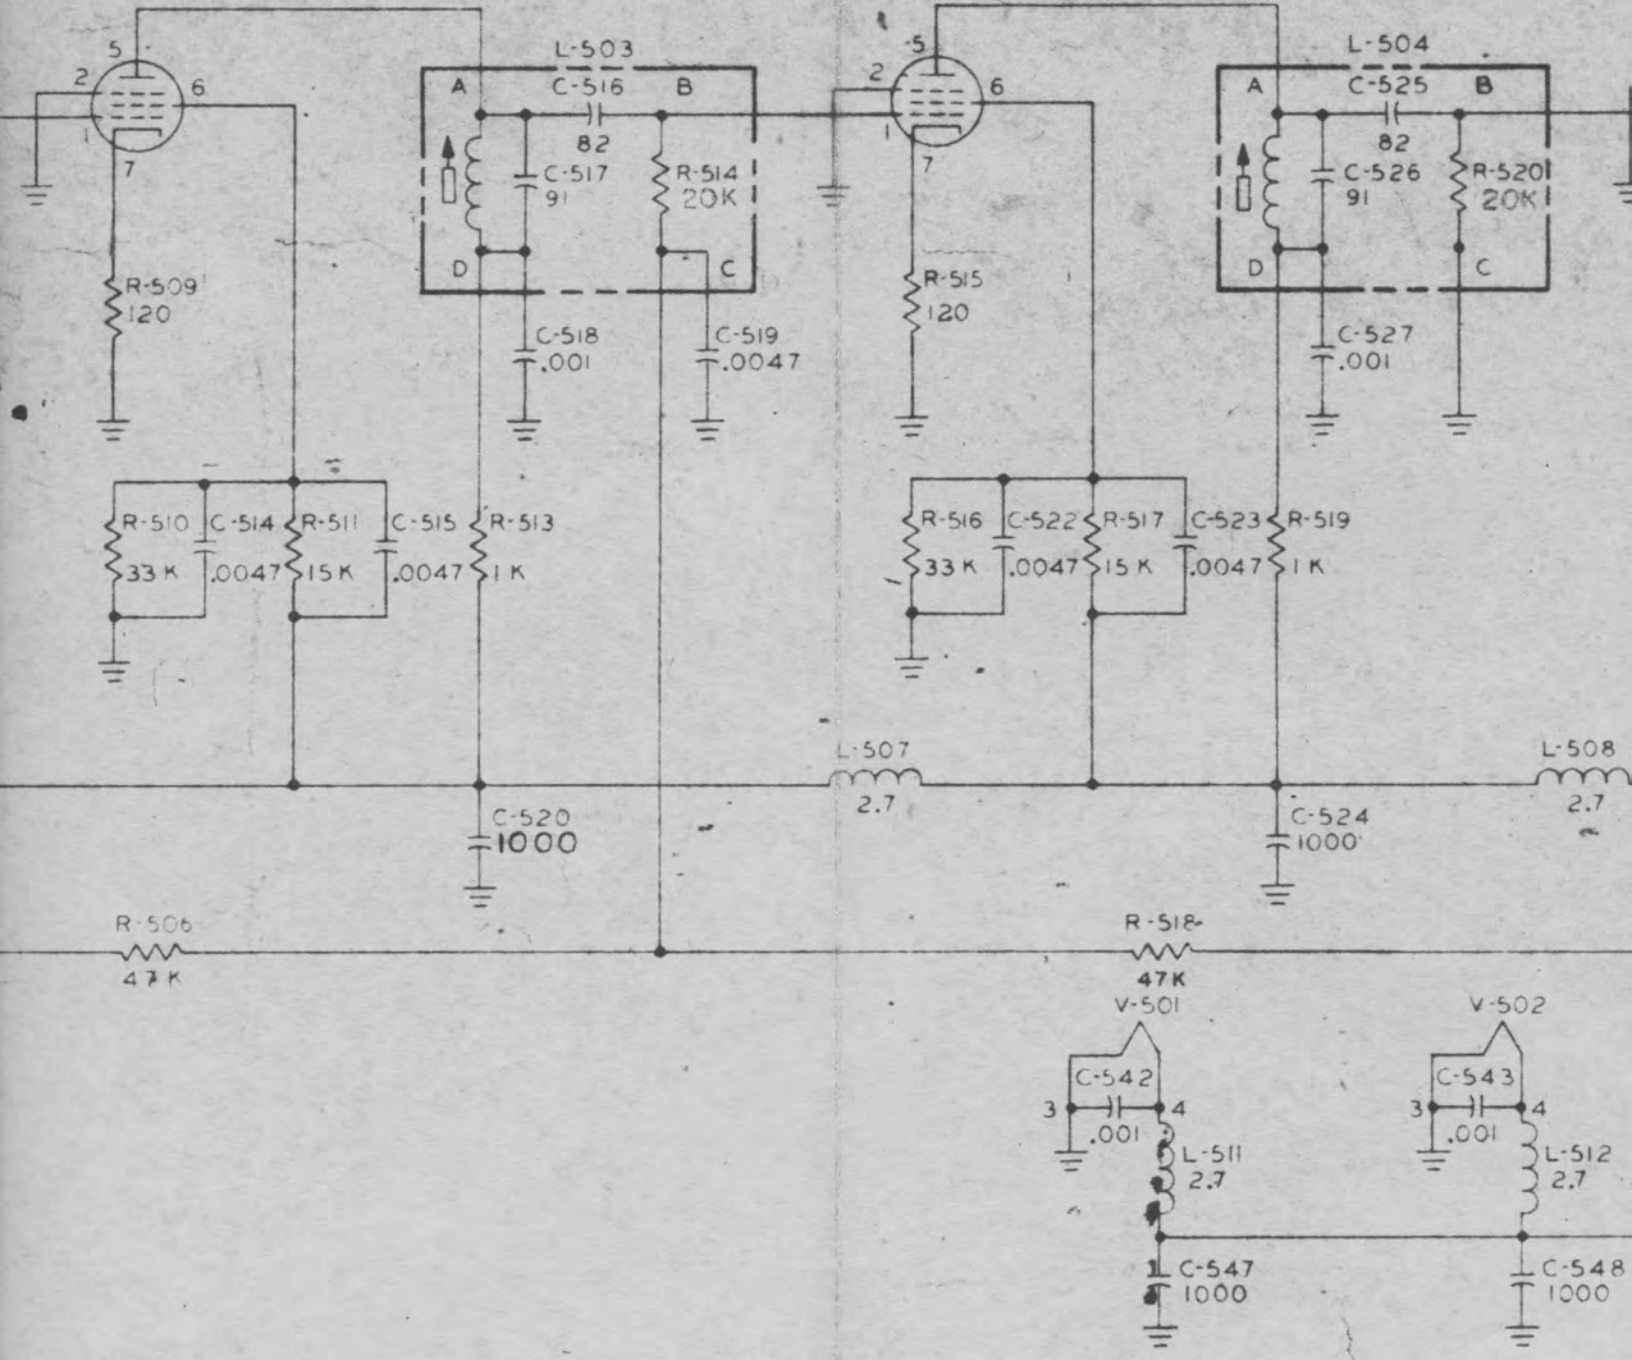 5
2
6
1
7
L-503
A
C-516
B
82
C-517
91
R-514
20K
D
C
R-509
120
C-518
.001
C-519
.0047
5
2
6
1
7
L-504
A
C-525
B
82
C-526
91
R-520
20K
D
C
R-515
120
C-527
.001
R-510
33 K
C-514
.0047
R-511
15 K
C-515
.0047
R-513
1 K
R-516
33 K
C-522
.0047
R-517
15 K
C-523
.0047
R-519
1 K
L-507
2.7
L-508
2.7
C-520
1000
C-524
1000
R-506
47 K
R-518
47K
V-501
C-542
3
4
.001
L-511
2.7
V-502
C-543
3
4
.001
L-512
2.7
C-547
1000
C-548
1000